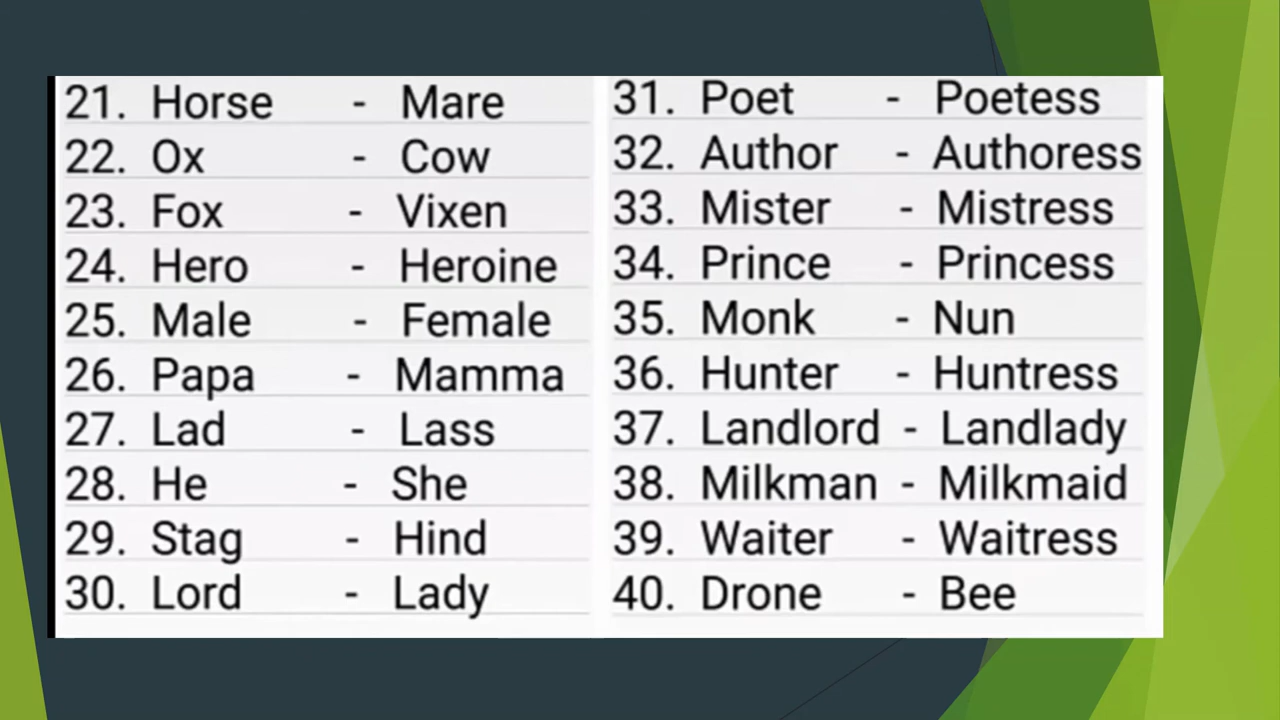 21. Horse - Mare
22. Ox - Cow
23. Fox - Vixen
24. Hero - Heroine
25. Male - Female
26. Papa - Mamma
27. Lad - Lass
28. He - She
29. Stag - Hind
30. Lord - Lady
31. Poet - Poetess
32. Author - Authoress
33. Mister - Mistress
34. Prince - Princess
35. Monk - Nun
36. Hunter - Huntress
37. Landlord - Landlady
38. Milkman - Milkmaid
39. Waiter - Waitress
40. Drone - Bee